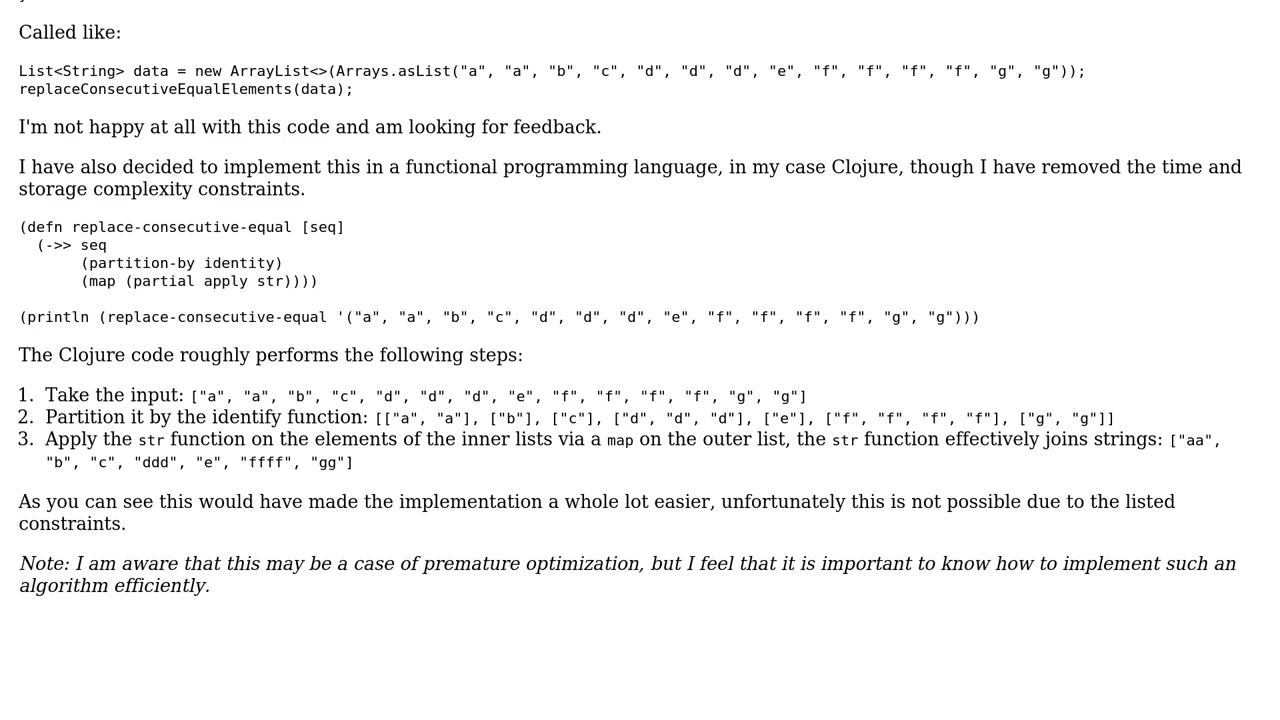 Called like:
List<String> data = new ArrayList<>(Arrays.asList("a", "a", "b", "c", "d", "d", "d", "e", "f", "f", "f", "f", "g", "g"));
replaceConsecutiveEqualElements(data);
I'm not happy at all with this code and am looking for feedback.
I have also decided to implement this in a functional programming language, in my case Clojure, though I have removed the time and
storage complexity constraints.
(defn replace-consecutive-equal [seq]
  (->> seq
       (partition-by identity)
       (map (partial apply str))))
(println (replace-consecutive-equal '("a", "a", "b", "c", "d", "d", "d", "e", "f", "f", "f", "f", "g", "g")))
The Clojure code roughly performs the following steps:
1. Take the input: ["a", "a", "b", "c", "d", "d", "d", "e", "f", "f", "f", "f", "g", "g"]
2. Partition it by the identify function: [["a", "a"], ["b"], ["c"], ["d", "d", "d"], ["e"], ["f", "f", "f", "f"], ["g", "g"]]
3. Apply the str function on the elements of the inner lists via a map on the outer list, the str function effectively joins strings: ["aa",
"b", "c", "ddd", "e", "ffff", "gg"]
As you can see this would have made the implementation a whole lot easier, unfortunately this is not possible due to the listed
constraints.
Note: I am aware that this may be a case of premature optimization, but I feel that it is important to know how to implement such an
algorithm efficiently.